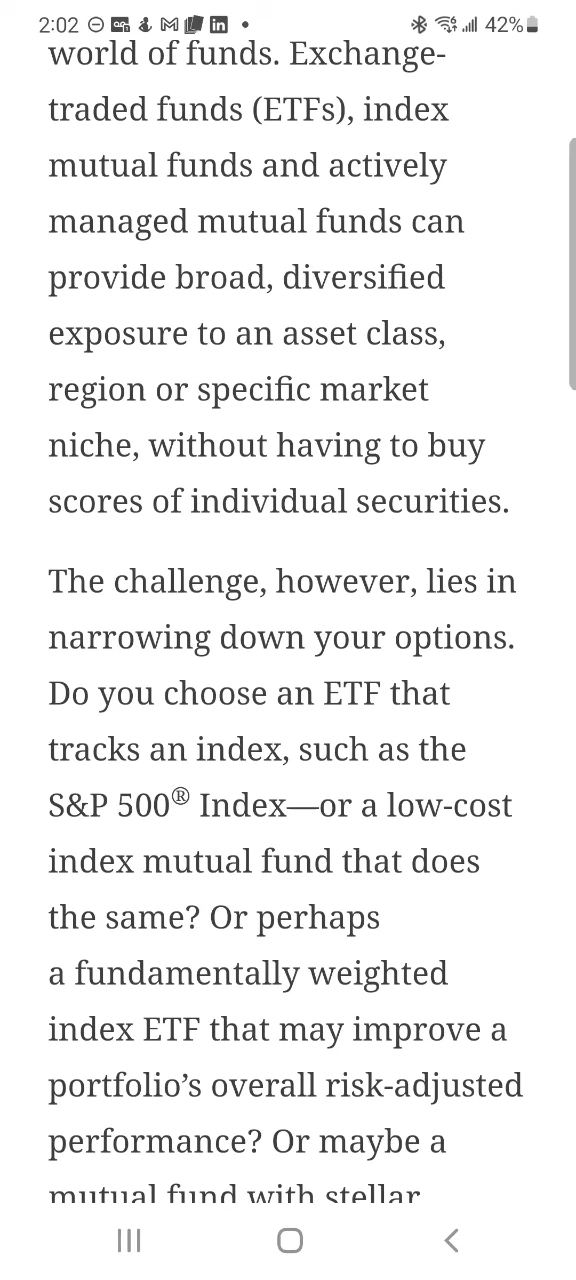 2:02 42%
world of funds. Exchange-
traded funds (ETFs), index
mutual funds and actively
managed mutual funds can
provide broad, diversified
exposure to an asset class,
region or specific market
niche, without having to buy
scores of individual securities.
The challenge, however, lies in
narrowing down your options.
Do you choose an ETF that
tracks an index, such as the
S&P 500® Index—or a low-cost
index mutual fund that does
the same? Or perhaps
a fundamentally weighted
index ETF that may improve a
portfolio’s overall risk-adjusted
performance? Or maybe a
mutual fund with stellar